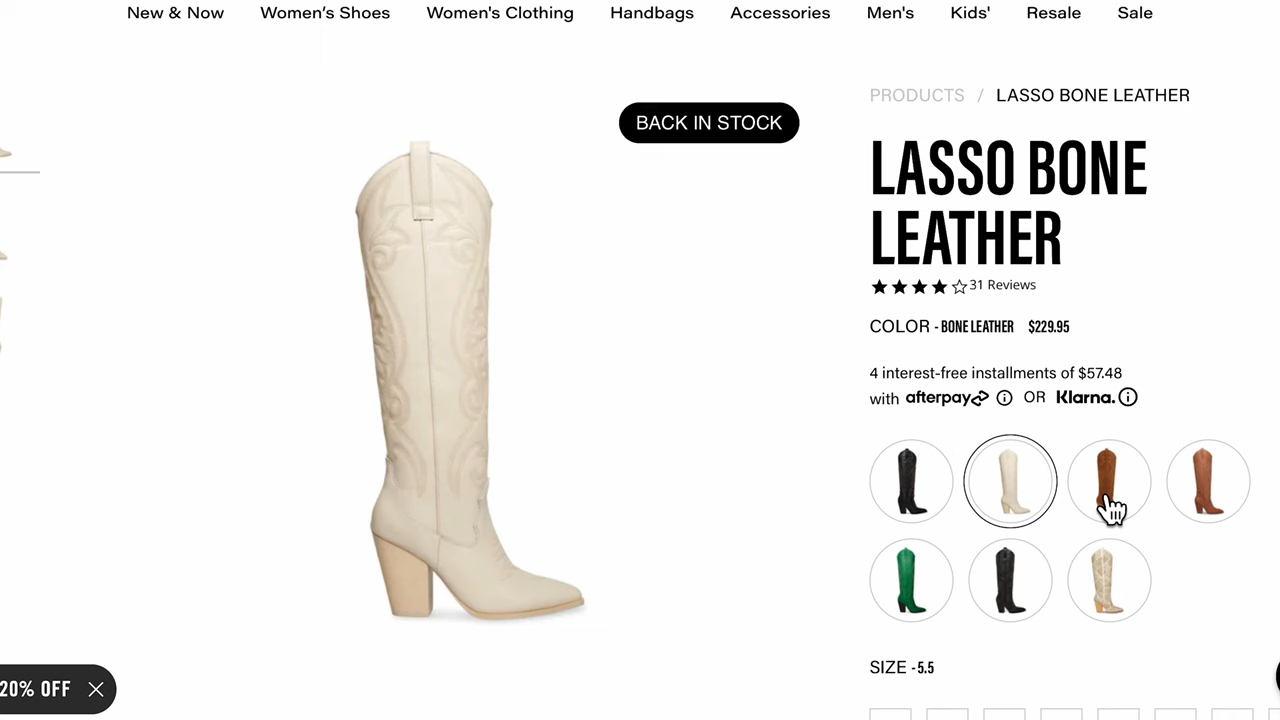 New & Now Women's Shoes Women's Clothing Handbags Accessories Men's Kids' Resale Sale
PRODUCTS / LASSO BONE LEATHER
BACK IN STOCK
LASSO BONE
LEATHER
31 Reviews
COLOR - BONE LEATHER $229.95
4 interest-free installments of $57.48
with afterpay OR Klarna.
SIZE - 5.5
20% OFF